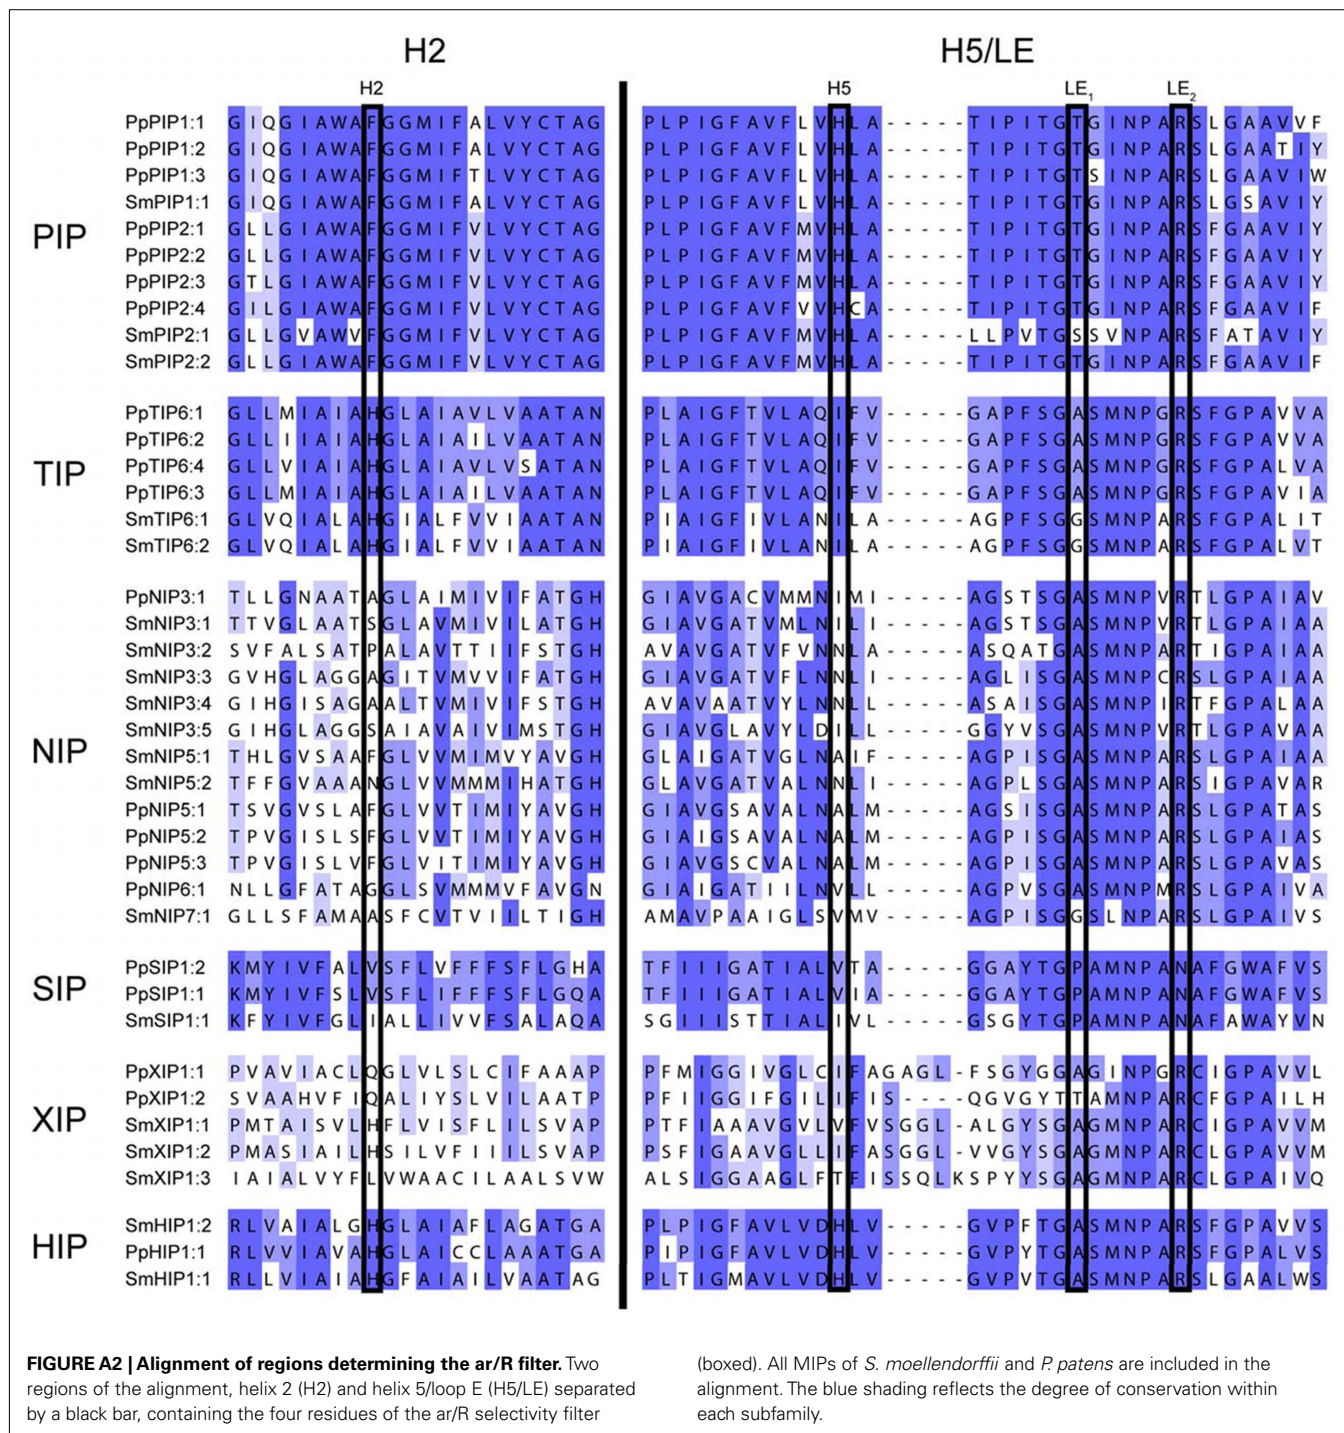 H2 H5/LE
H2 H5 LE1 LE2
PIP
PpPIP1:1 GIQGIAWAFGGMIFALVYCTAG PLPIGFAVFLVHLA-----TIPITGTGINPARSLGAAVVF
PpPIP1:2 GIQGIAWAFGGMIFALVYCTAG PLPIGFAVFLVHLA-----TIPITGTGINPARSLGAATIY
PpPIP1:3 GIQGIAWAFGGMIFTLVYCTAG PLPIGFAVFLVHLA-----TIPITGTSINPARSLGAAVIW
SmPIP1:1 GIQGIAWAFGGMIFALVYCTAG PLPIGFAVFLVHLA-----TIPITGTGINPARSLGSAVIY
PpPIP2:1 GLLGIAWAFGGMIFVLVYCTAG PLPIGFAVFMVHLA-----TIPITGTGINPARSFGAAVIY
PpPIP2:2 GLLGIAWAFGGMIFVLVYCTAG PLPIGFAVFMVHLA-----TIPITGTGINPARSFGAAVIY
PpPIP2:3 GTLGIAWAFGGMIFVLVYCTAG PLPIGFAVFMVHLA-----TIPITGTGINPARSFGAAVIY
PpPIP2:4 GILGIAWAFGGMIFVLVYCTAG PLPIGFAVFVVHCA-----TIPITGTGINPARSFGAAVIF
SmPIP2:1 GLLGVAWVFGGMIFVLVYCTAG PLPIGFAVFMVHLA-----LLPVTGSSVNPARSFATAVIY
SmPIP2:2 GLLGIAWAFGGMIFVLVYCTAG PLPIGFAVFMVHLA-----TIPITGTGINPARSFGAAVIF
TIP
PpTIP6:1 GLLMIAIAHGLAIAVLVAATAN PLAIGFTVLAQIFV-----GAPFSGASMNPGRSFGPAVVA
PpTIP6:2 GLLIIAIAHGLAIAILVAATAN PLAIGFTVLAQIFV-----GAPFSGASMNPGRSFGPAVVA
PpTIP6:4 GLLVIAIAHGLAIAVLVSATAN PLAIGFTVLAQIFV-----GAPFSGASMNPGRSFGPALVA
PpTIP6:3 GLLMIAIAHGLAIAILVAATAN PLAIGFTVLAQIFV-----GAPFSGASMNPGRSFGPAVIA
SmTIP6:1 GLVQIALAHGIALFVVIAATAN PIAIGFIVLANILA-----AGPFSGGSMNPARSFGPALIT
SmTIP6:2 GLVQIALAHGIALFVVIAATAN PIAIGFIVLANILA-----AGPFSGGSMNPARSFGPALVT
NIP
PpNIP3:1 TLLGNAATAGLAIMIVIFATGH GIAVGACVMMNIMI-----AGSTSGASMNPVRTLGPAIAV
SmNIP3:1 TTVGLAATSGLAVMIVILATGH GIAVGATVMLNILI-----AGSTSGASMNPVRTLGPAIAA
SmNIP3:2 SVFALSATPALAVTTIIFSTGH AVAVGATVFVNNLA-----ASQATGASMNPARTIGPAIAA
SmNIP3:3 GVHGLAGGAGITVMVVIFATGH GIAVGATVFLNNLI-----AGLISGASMNPCRSLGPAIAA
SmNIP3:4 GIHGISAGAALTVMIVIFSTGH AVAVAATVYLNNLL-----ASAISGASMNPIRTFGPALAA
SmNIP3:5 GIHGLAGGSAIAVAIVIMSTGH GIAVGLAVYLDILL-----GGYVSGASMNPVRTLGPAVAA
SmNIP5:1 THLGVSAAFGLVVMIMVYAVGH GLAIGATVGLNAIF-----AGPISGASMNPARSLGPAIAA
SmNIP5:2 TFFGVAAANGLVVMMMIHATGH GLAVGATVALNNLI-----AGPLSGASMNPARSIGPAVAR
PpNIP5:1 TSVGVSLAFGLVVTIMIYAVGH GIAVGSAVALNALM-----AGSISGASMNPARSLGPATAS
PpNIP5:2 TPVGISLSFGLVVTIMIYAVGH GIAIGSAVALNALM-----AGPISGASMNPARSLGPAIAS
PpNIP5:3 TPVGISLVFGLVITIMIYAVGH GIAVGSCVALNALM-----AGPISGASMNPARSLGPAVAS
PpNIP6:1 NLLGFATAGGLSVMMMVFAVGN GIAIGATIILNVLL-----AGPVSGASMNPMRSLGPAIVA
SmNIP7:1 GLLSFAMAASFCVTVIILTIGH AMAVPAAIGLSVMV-----AGPISGGSLNPARSLGPAIVS
SIP
PpSIP1:2 KMYIVFALVSFLVFFFSFLGHA TFIIIGATIALVTA-----GGAYTGPAMNPANAFGWAFVS
PpSIP1:1 KMYIVFSLVSFLIFFFSFLGQA TFIIIGATIALVIA-----GGAYTGPAMNPANAFGWAFVS
SmSIP1:1 KFYIVFGLIALLIVVFSALAQA SGIIISTTIALIVL-----GSGYTGPAMNPANAFAWAYVN
XIP
PpXIP1:1 PVAVIACLQGLVLSLCIFAAAP PFMIGGIVGLCIFAGAGL-FSGYGGAGINPGRCIGPAVVL
PpXIP1:2 SVAAHVFIQALIYSLVILAATP PFIIGGIFGILIFIS-----QGVGYTTAMNPARCFGPAILH
SmXIP1:1 PMTAISVLHFLVISFLILSVAP PTFIAAAVGVLVFVSGGL-ALGYSGAGMNPARCIGPAVVM
SmXIP1:2 PMASIAILHSILVFIIILSVAP PSFIGAAVGLLIFASGGL-VVGYSGAGMNPARCLGPAVVM
SmXIP1:3 IAIALVYFLVWAACILAALSVW ALSIGGAAGLFTFISSQLKSPYYSGAGMNPARCLGPAIVQ
HIP
SmHIP1:2 RLVAIALGHGLAIAFLAGATGA PLPIGFAVLVDHLV-----GVPFTGASMNPARSFGPAVVS
PpHIP1:1 RLVVIAVAHGLAICCLAAATGA PIPIGFAVLVDHLV-----GVPYTGASMNPARSFGPALVS
SmHIP1:1 RLLVIAIAHGFAIAILVAATAG PLTIGMAVLVDHLV-----GVPVTGASMNPARSLGAALWS
FIGURE A2 | Alignment of regions determining the ar/R filter. Two
regions of the alignment, helix 2 (H2) and helix 5/loop E (H5/LE) separated
by a black bar, containing the four residues of the ar/R selectivity filter
(boxed). All MIPs of S. moellendorffii and P. patens are included in the
alignment. The blue shading reflects the degree of conservation within
each subfamily.